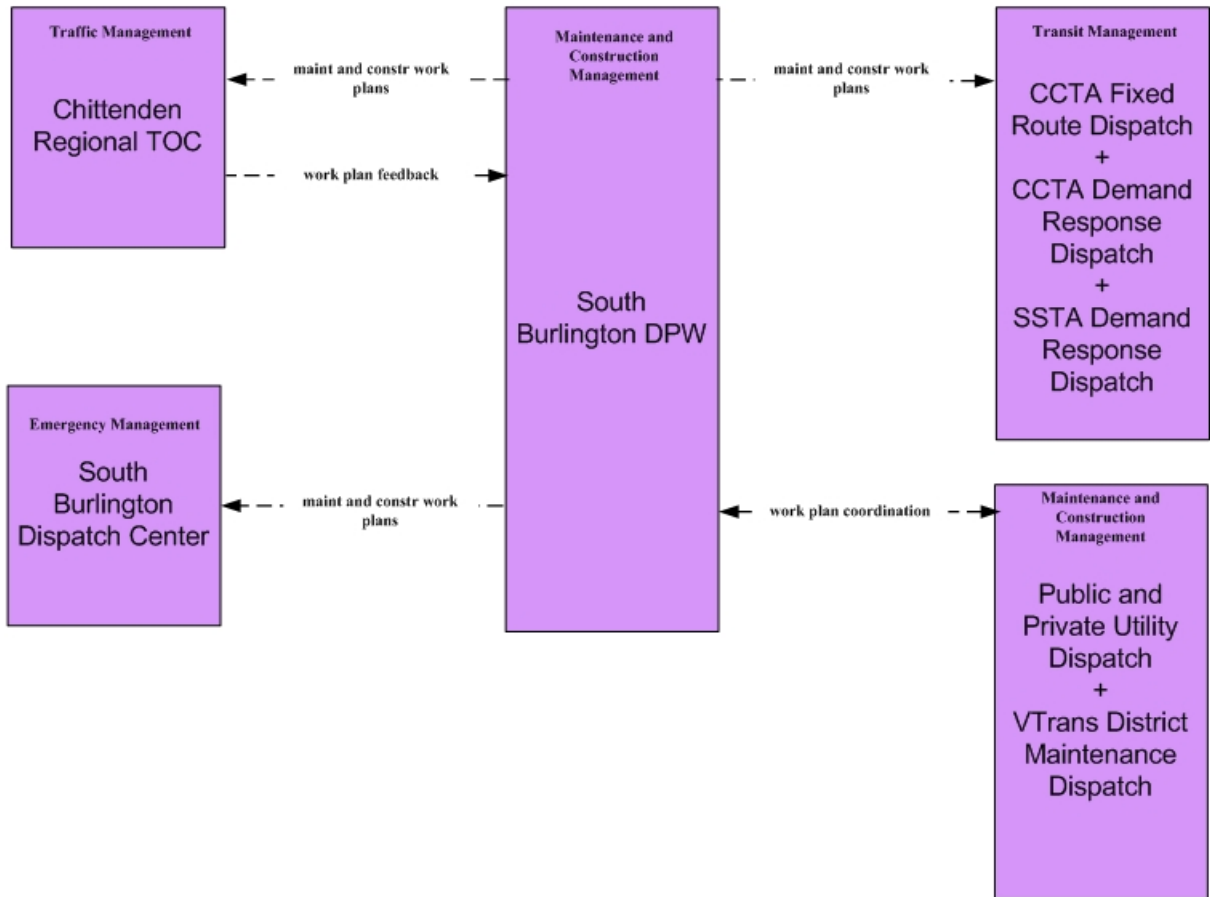 Traffic Management
Chittenden
Regional TOC
maint and constr work
plans
work plan feedback
Maintenance and
Construction
Management
South
Burlington DPW
maint and constr work
plans
Transit Management
CCTA Fixed
Route Dispatch
+
CCTA Demand
Response
Dispatch
+
SSTA Demand
Response
Dispatch
Emergency Management
South
Burlington
Dispatch Center
maint and constr work
plans
work plan coordination
Maintenance and
Construction
Management
Public and
Private Utility
Dispatch
+
VTrans District
Maintenance
Dispatch